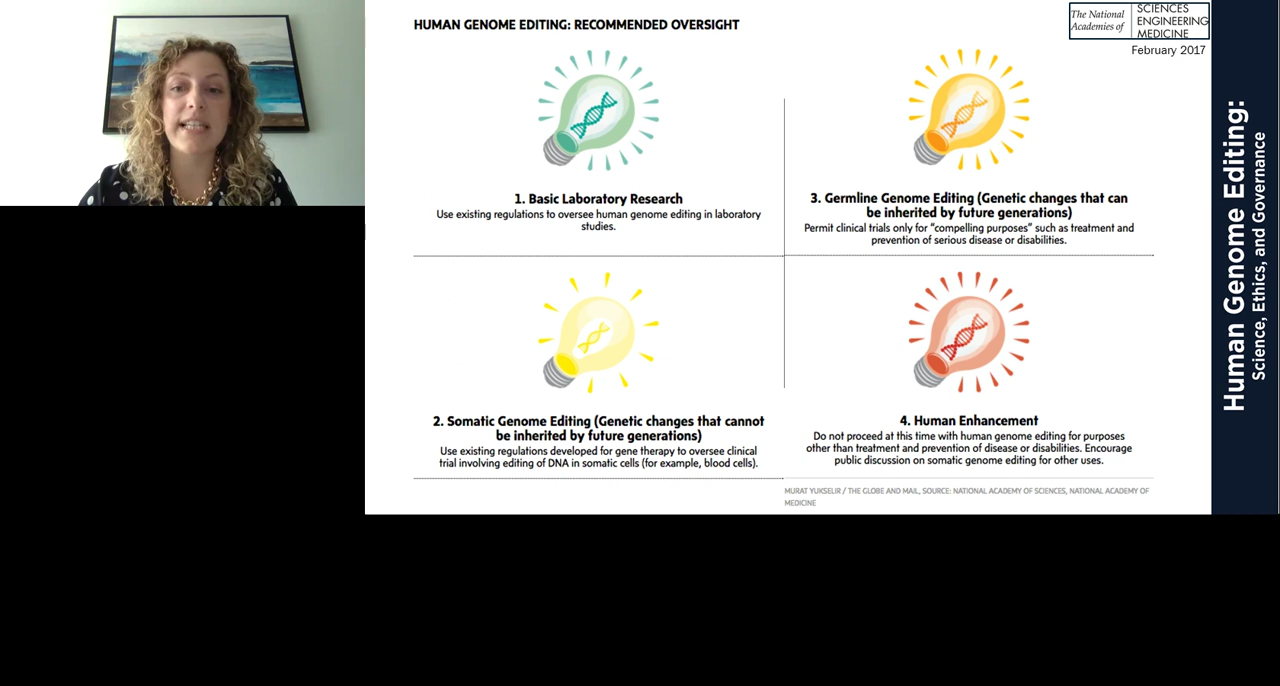 HUMAN GENOME EDITING: RECOMMENDED OVERSIGHT
The National
Academies of
SCIENCES
ENGINEERING
MEDICINE
February 2017
1. Basic Laboratory Research
Use existing regulations to oversee human genome editing in laboratory
studies.
2. Somatic Genome Editing (Genetic changes that cannot
be inherited by future generations)
Use existing regulations developed for gene therapy to oversee clinical
trial involving editing of DNA in somatic cells (for example, blood cells).
3. Germline Genome Editing (Genetic changes that can
be inherited by future generations)
Permit clinical trials only for “compelling purposes” such as treatment and
prevention of serious disease or disabilities.
4. Human Enhancement
Do not proceed at this time with human genome editing for purposes
other than treatment and prevention of disease or disabilities. Encourage
public discussion on somatic genome editing for other uses.
MURAT YUKSELIR / THE GLOBE AND MAIL, SOURCE: NATIONAL ACADEMY OF SCIENCES, NATIONAL ACADEMY OF
MEDICINE
Human Genome Editing:
Science, Ethics, and Governance